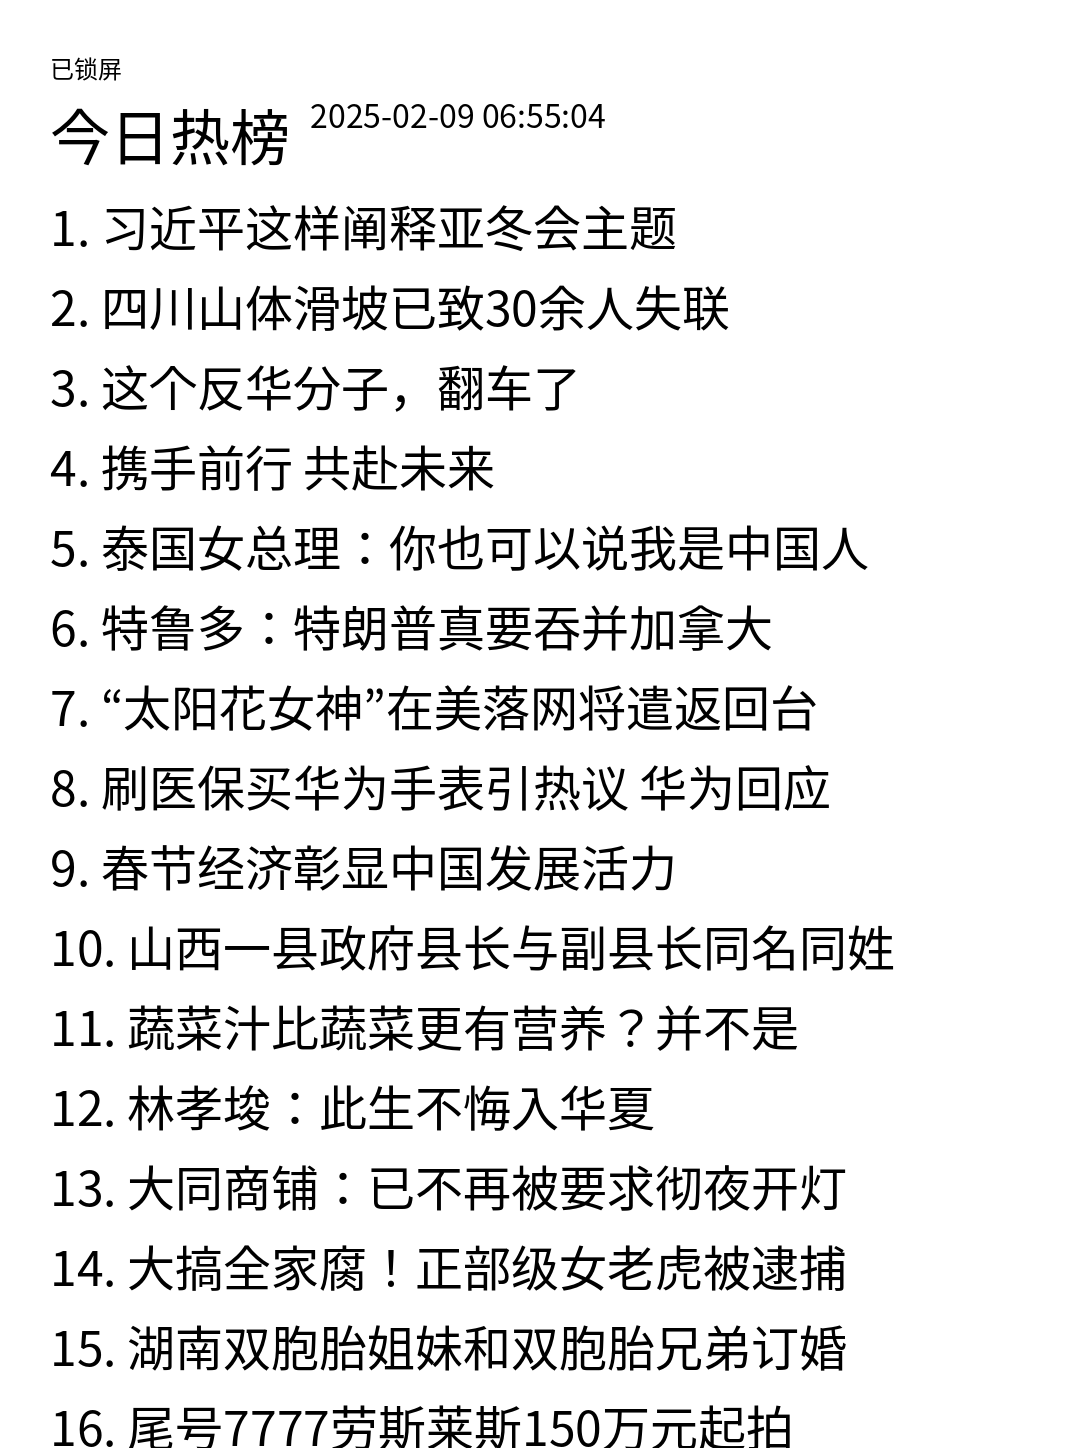 已锁屏
今日热榜 2025-02-09 06:55:04
1. 习近平这样阐释亚冬会主题
2. 四川山体滑坡已致30余人失联
3. 这个反华分子，翻车了
4. 携手前行 共赴未来
5. 泰国女总理：你也可以说我是中国人
6. 特鲁多：特朗普真要吞并加拿大
7. “太阳花女神”在美落网将遣返回台
8. 刷医保买华为手表引热议 华为回应
9. 春节经济彰显中国发展活力
10. 山西一县政府县长与副县长同名同姓
11. 蔬菜汁比蔬菜更有营养？并不是
12. 林孝埈：此生不悔入华夏
13. 大同商铺：已不再被要求彻夜开灯
14. 大搞全家腐！正部级女老虎被逮捕
15. 湖南双胞胎姐妹和双胞胎兄弟订婚
16. 尾号7777劳斯莱斯150万元起拍